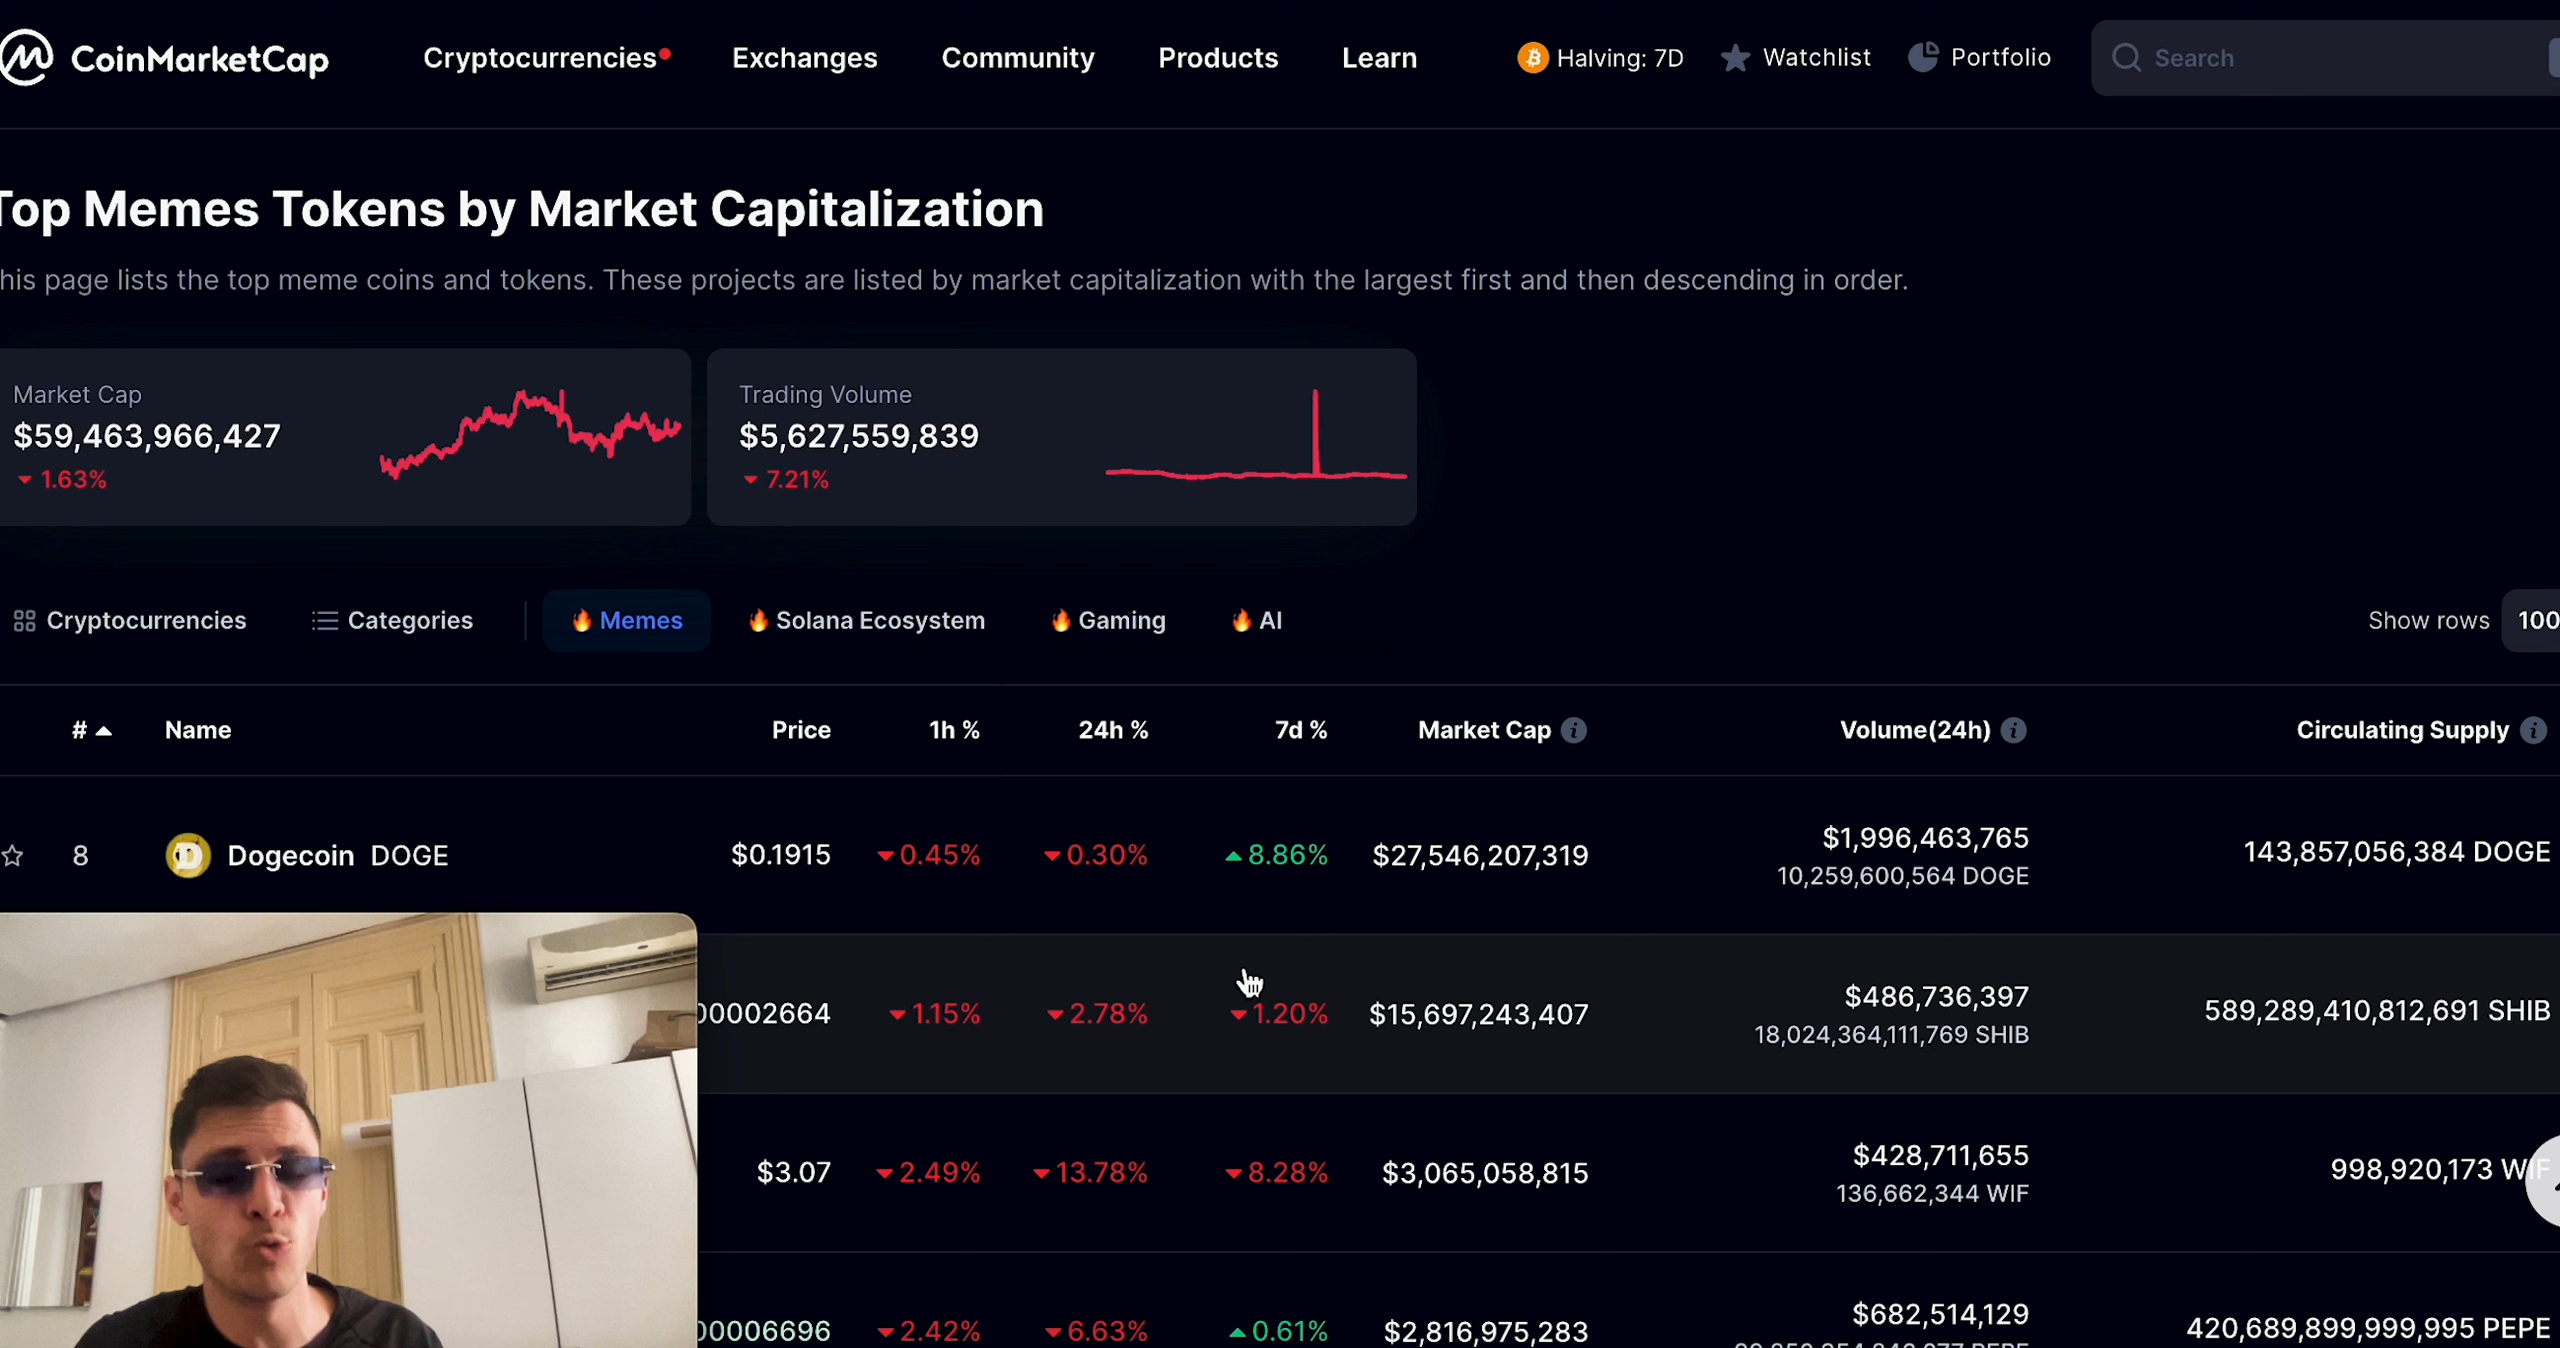 CoinMarketCap Cryptocurrencies Exchanges Community Products Learn Halving: 7D Watchlist Portfolio Search
Top Memes Tokens by Market Capitalization
his page lists the top meme coins and tokens. These projects are listed by market capitalization with the largest first and then descending in order.
Market Cap
$59,463,966,427
1.63%
Trading Volume
$5,627,559,839
7.21%
Cryptocurrencies Categories Memes Solana Ecosystem Gaming AI Show rows 100
# Name Price 1h % 24h % 7d % Market Cap Volume(24h) Circulating Supply
8 Dogecoin DOGE $0.1915 0.45% 0.30% 8.86% $27,546,207,319 $1,996,463,765 143,857,056,384 DOGE
10,259,600,564 DOGE
00002664 1.15% 2.78% 1.20% $15,697,243,407 $486,736,397 589,289,410,812,691 SHIB
18,024,364,111,769 SHIB
$3.07 2.49% 13.78% 8.28% $3,065,058,815 $428,711,655 998,920,173 WIF
136,662,344 WIF
00006696 2.42% 6.63% 0.61% $2,816,975,283 $682,514,129 420,689,899,999,995 PEPE